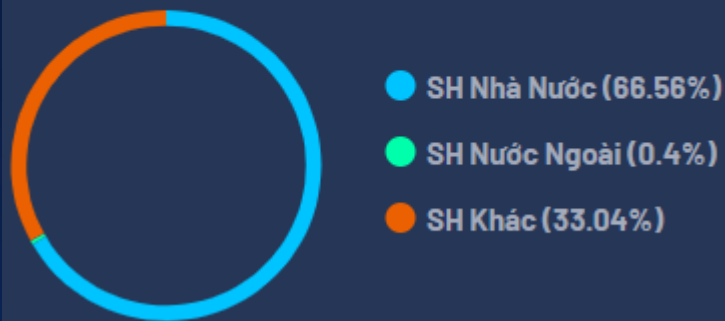 SH Nhà Nước (66.56%)
SH Nước Ngoài (0.4%)
SH Khác (33.04%)